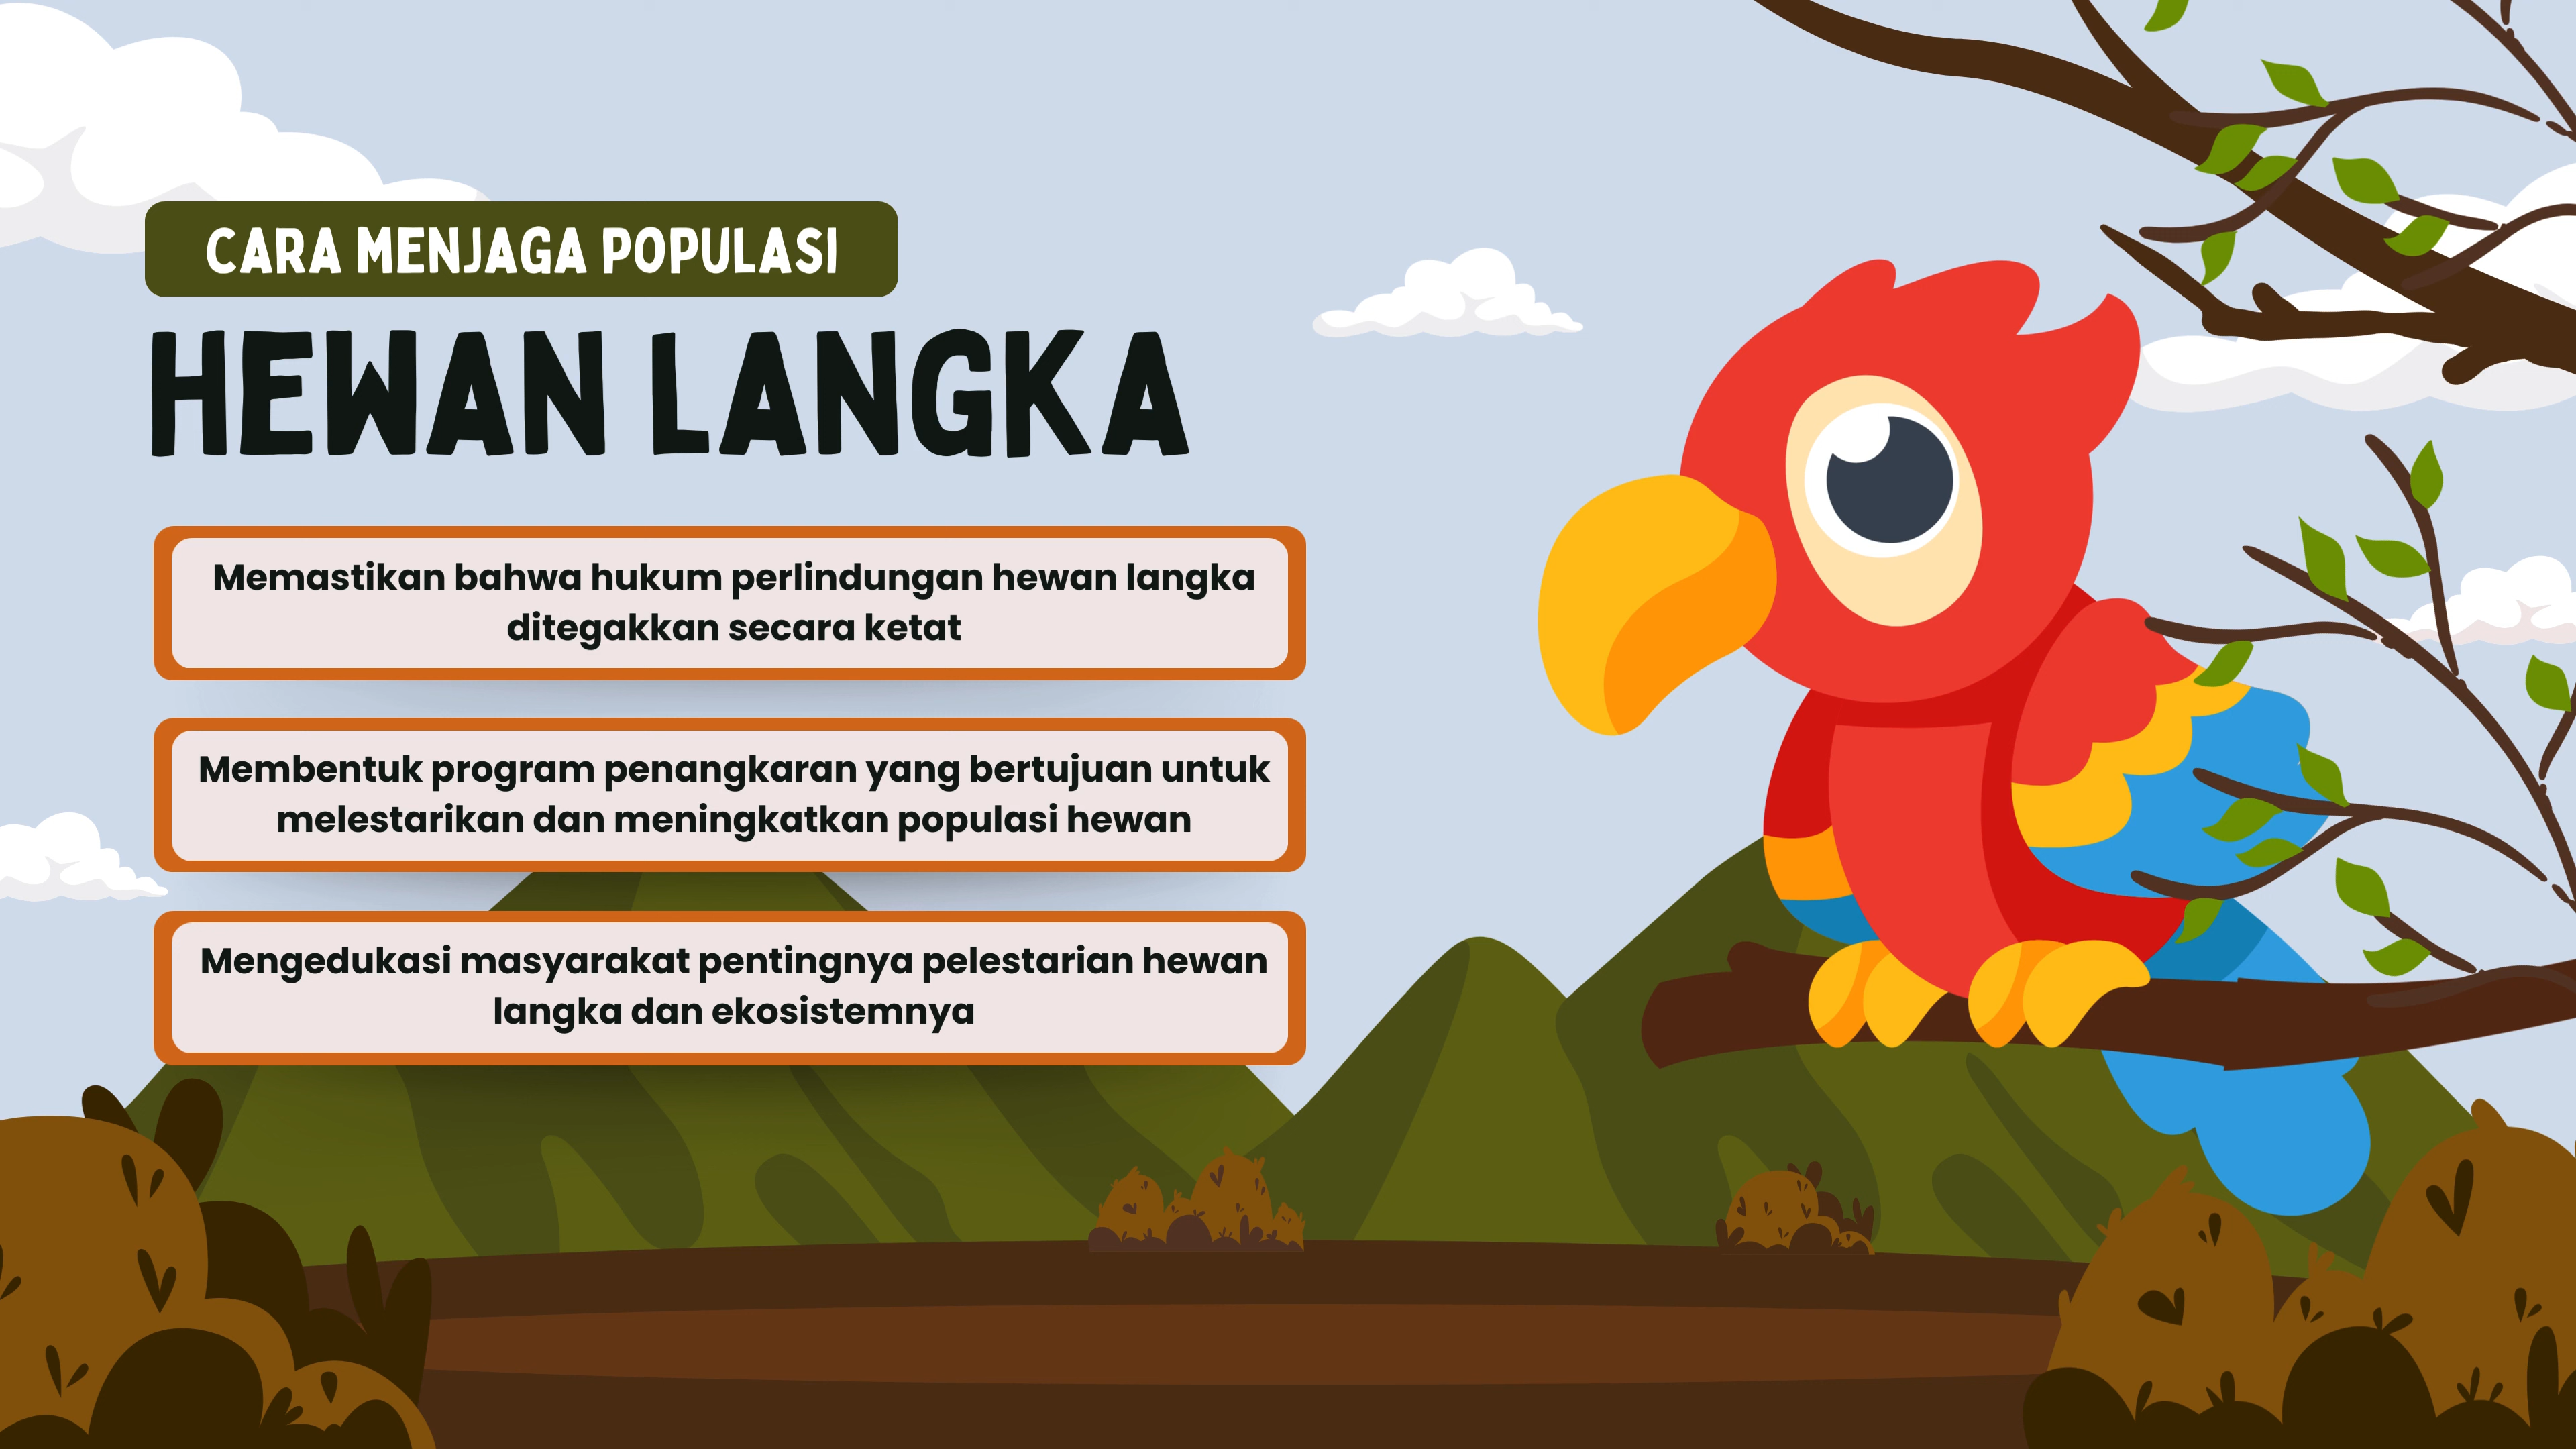 CARA MENJAGA POPULASI
HEWAN LANGKA
Memastikan bahwa hukum perlindungan hewan langka
ditegakkan secara ketat
Membentuk program penangkaran yang bertujuan untuk
melestarikan dan meningkatkan populasi hewan
Mengedukasi masyarakat pentingnya pelestarian hewan
langka dan ekosistemnya